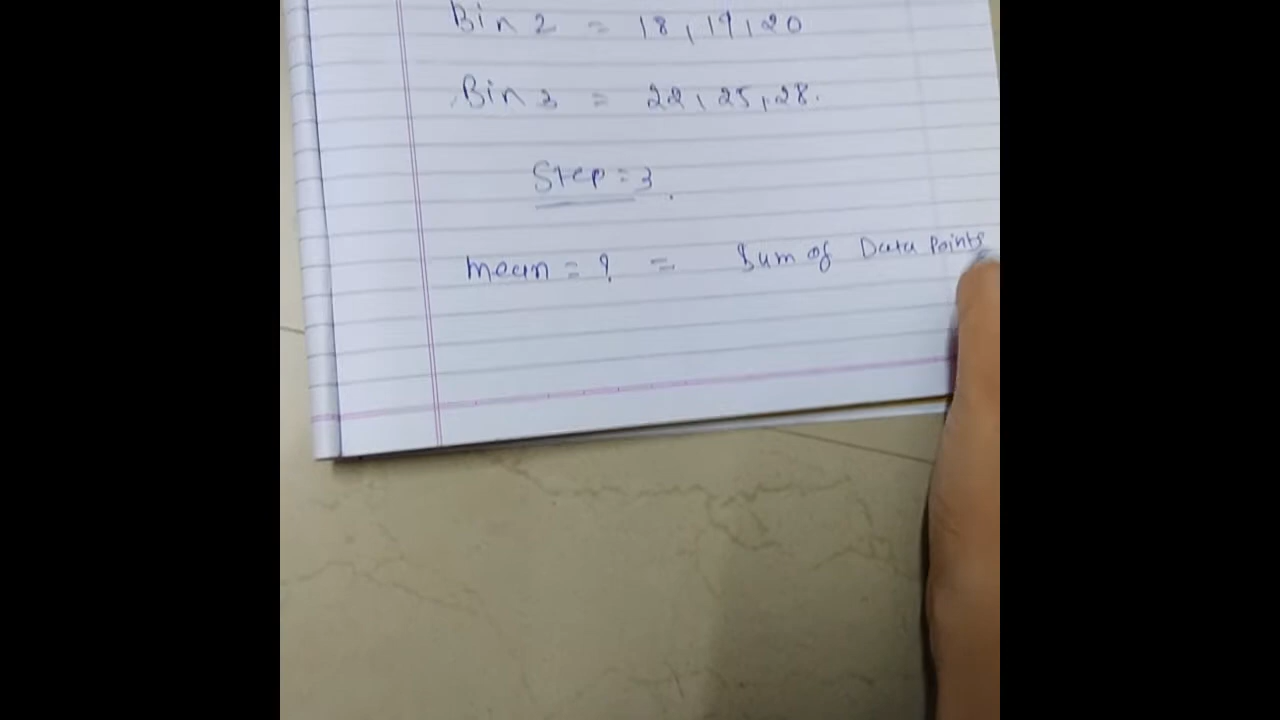 Bin 2 = 18, 19, 20
Bin 3 = 22, 25, 28.
Step = 3.
mean = ? = Sum of Data Points